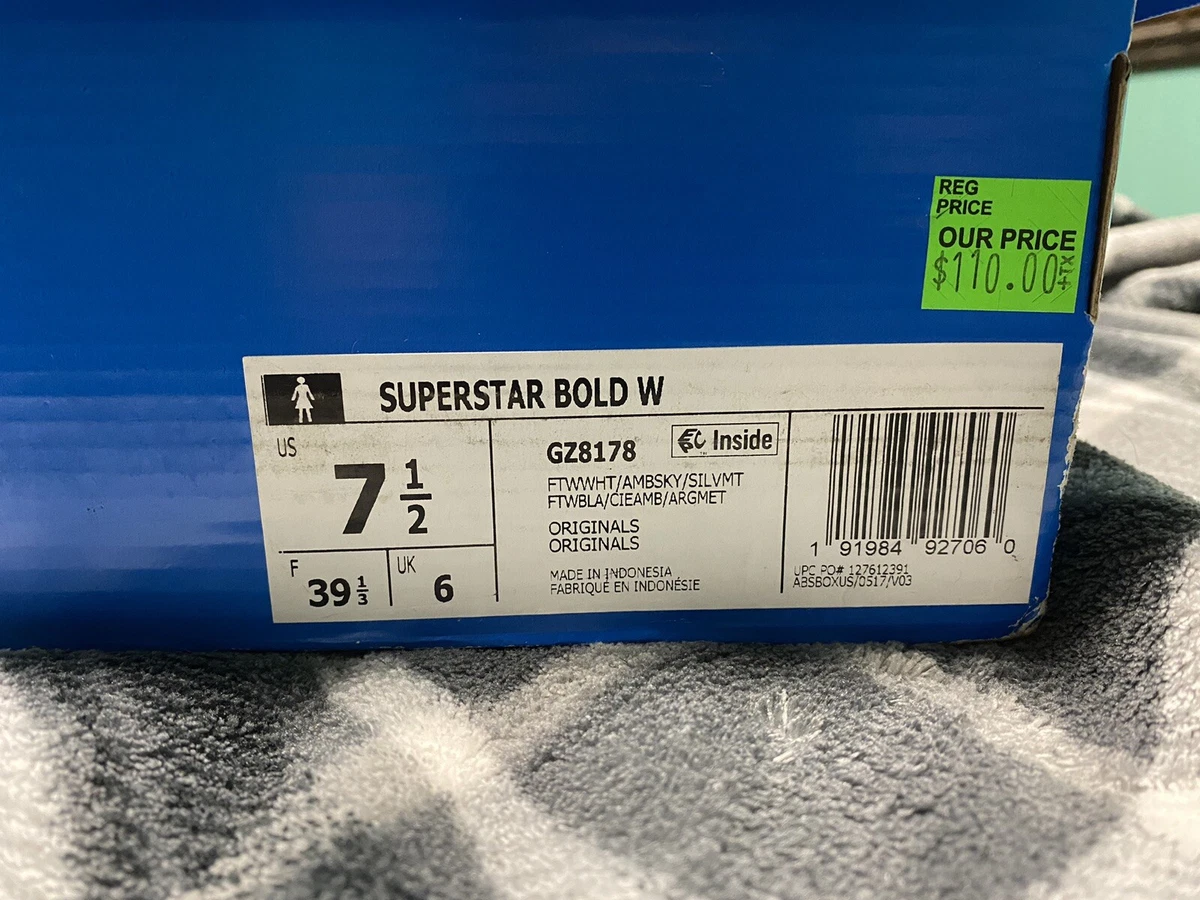 REG
PRICE
OUR PRICE
$110.00+TX
SUPERSTAR BOLD W
US
7 1/2
F
39 1/3
UK
6
GZ8178
Inside
FTWWHT/AMBSKY/SILVMT
FTWBLA/CIEAMB/ARGMET
ORIGINALS
ORIGINALS
MADE IN INDONESIA
FABRIQUÉ EN INDONÉSIE
1 91984 92706 0
UPC PO# 127612391
ABSBOXUS/0517/V03